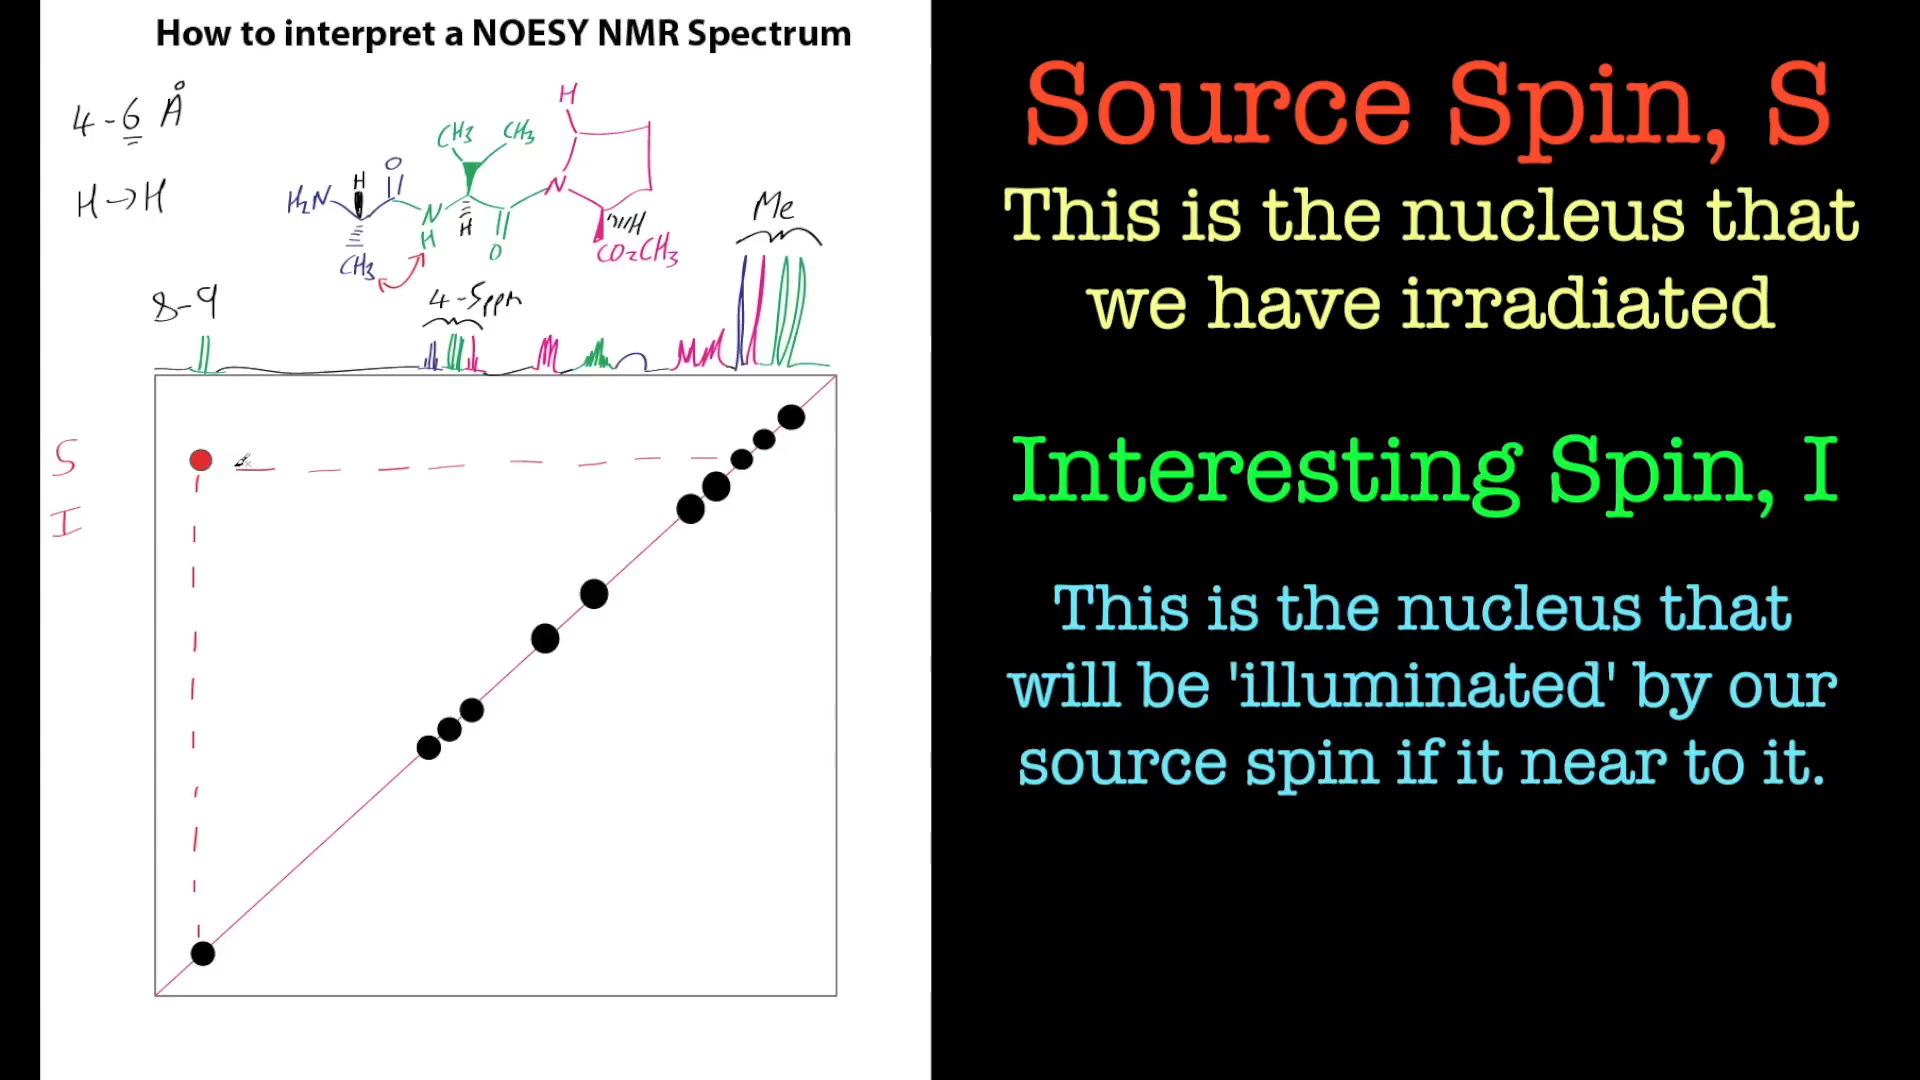 How to interpret a NOESY NMR Spectrum
4-6 Å
H→H
H
CH3 CH3
O
H
H2N
N
H
N
H
O
CH3
'''''H
CO2CH3
Me
8-9
4-5ppm
S
I
Source Spin, S
This is the nucleus that
we have irradiated
Interesting Spin, I
This is the nucleus that
will be 'illuminated' by our
source spin if it near to it.